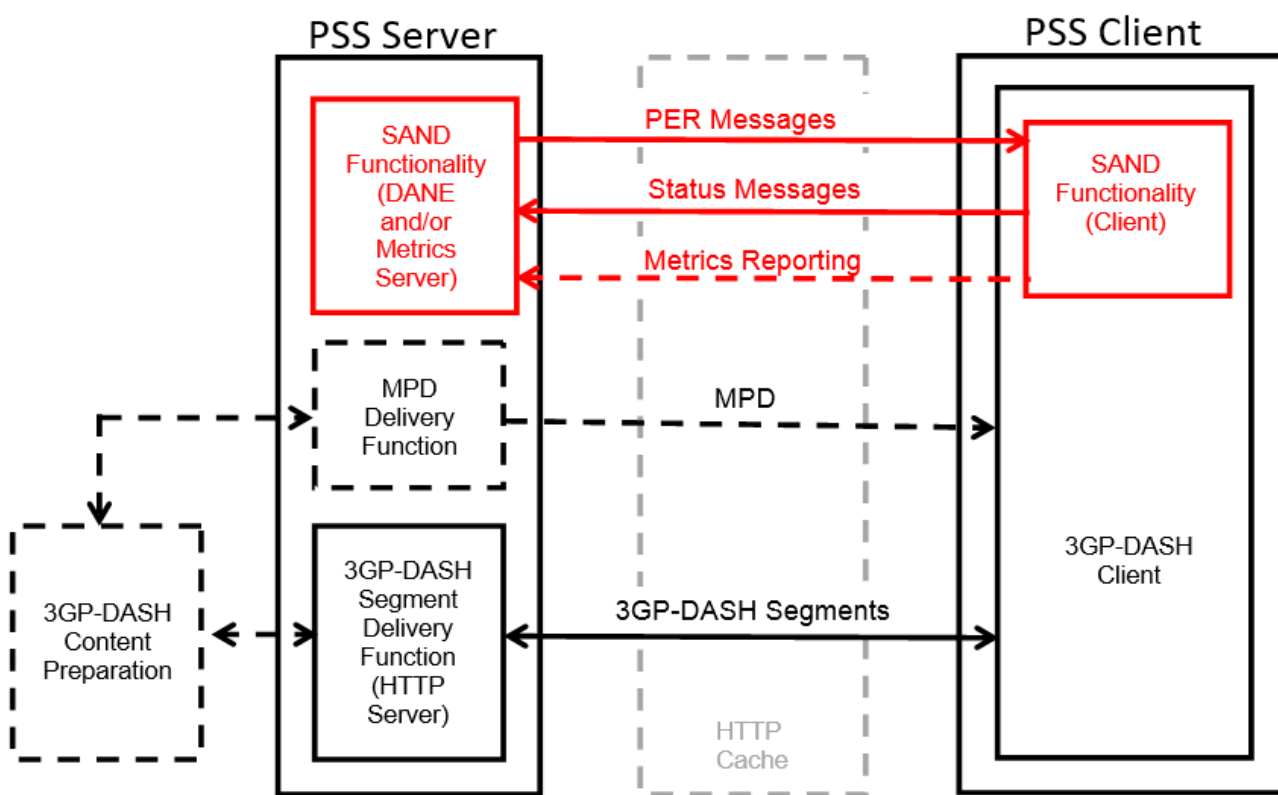 PSS Server
PSS Client
SAND
Functionality
(DANE
and/or
Metrics
Server)
PER Messages
Status Messages
Metrics Reporting
SAND
Functionality
(Client)
MPD
Delivery
Function
MPD
3GP-DASH
Content
Preparation
3GP-DASH
Segment
Delivery
Function
(HTTP
Server)
3GP-DASH Segments
3GP-DASH
Client
HTTP
Cache